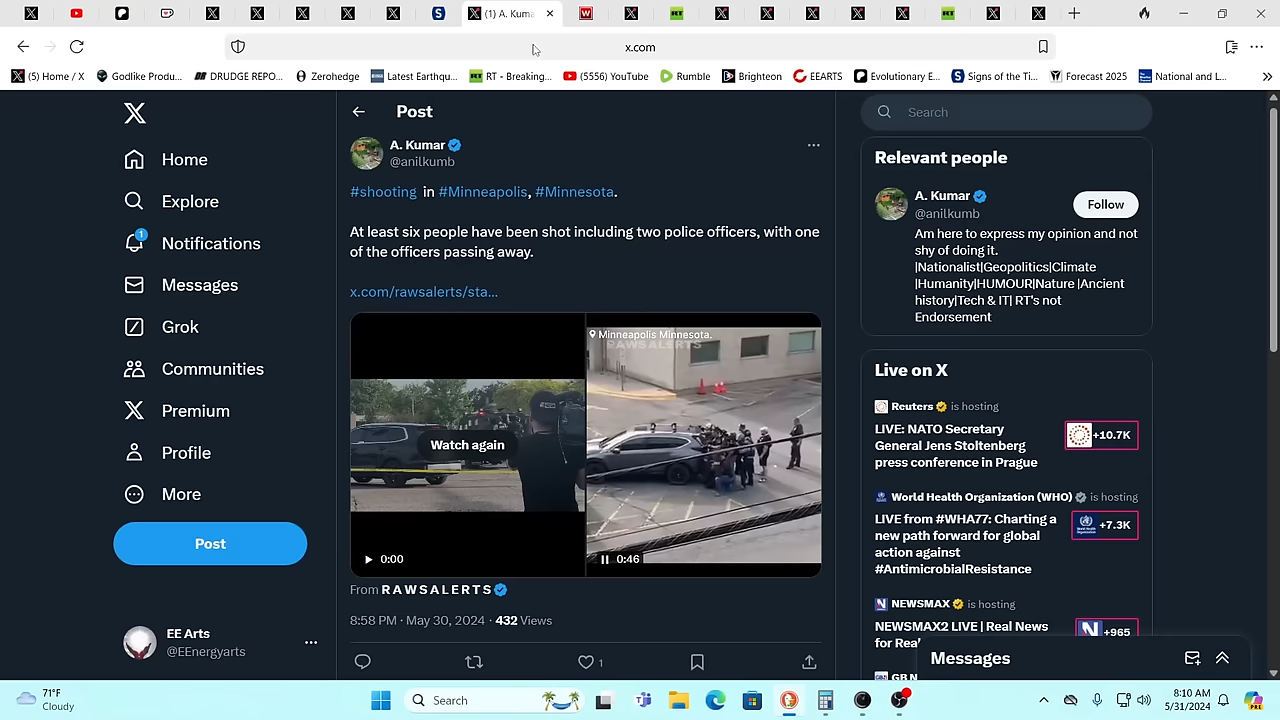 (1) A. Kuma
x.com
(5) Home / X
Godlike Produ...
DRUDGE REPO...
Zerohedge
Latest Earthqu...
RT - Breaking...
(5556) YouTube
Rumble
Brighteon
EEARTS
Evolutionary E...
Signs of the Ti...
Forecast 2025
National and L...
Home
Explore
1
Notifications
Messages
Grok
Communities
Premium
Profile
More
Post
EE Arts
@EEnergyarts
Post
A. Kumar
@anilkumb
#shooting in #Minneapolis, #Minnesota.
At least six people have been shot including two police officers, with one
of the officers passing away.
x.com/rawsalerts/sta...
Watch again
0:00
Minneapolis Minnesota.
RAWSALERTS
0:46
From R A W S A L E R T S
8:58 PM · May 30, 2024 · 432 Views
1
Search
Relevant people
A. Kumar
@anilkumb
Follow
Am here to express my opinion and not
shy of doing it.
|Nationalist|Geopolitics|Climate
|Humanity|HUMOUR|Nature |Ancient
history|Tech & IT| RT's not
Endorsement
Live on X
Reuters is hosting
LIVE: NATO Secretary
General Jens Stoltenberg
press conference in Prague
+10.7K
World Health Organization (WHO) is hosting
LIVE from #WHA77: Charting a
new path forward for global
action against
#AntimicrobialResistance
+7.3K
NEWSMAX is hosting
NEWSMAX2 LIVE | Real News
for Real
+965
Messages
71°F
Cloudy
Search
8:10 AM
5/31/2024